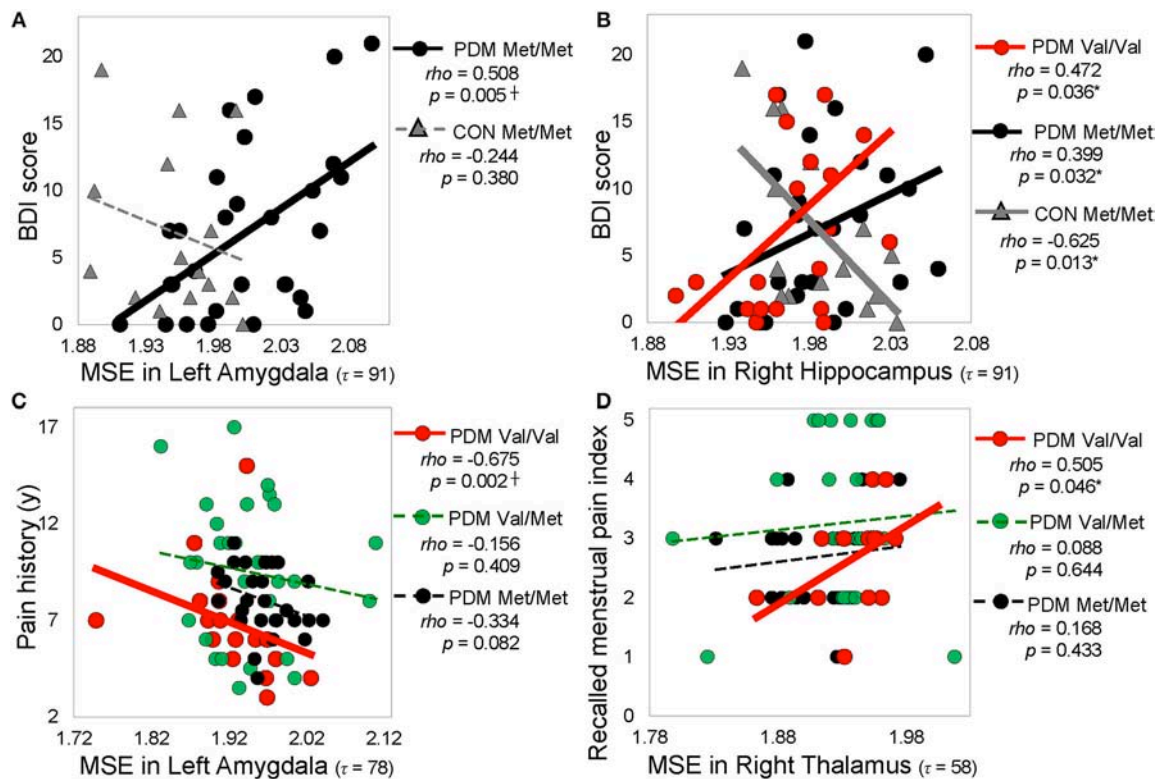 A
BDI score
20
15
10
5
0
1.88
1.93
1.98
2.03
2.08
MSE in Left Amygdala (τ = 91)
PDM Met/Met
rho = 0.508
p = 0.005 †
CON Met/Met
rho = -0.244
p = 0.380
B
BDI score
20
15
10
5
0
1.88
1.93
1.98
2.03
2.08
MSE in Right Hippocampus (τ = 91)
PDM Val/Val
rho = 0.472
p = 0.036*
PDM Met/Met
rho = 0.399
p = 0.032*
CON Met/Met
rho = -0.625
p = 0.013*
C
Pain history (y)
17
12
7
2
1.72
1.82
1.92
2.02
2.12
MSE in Left Amygdala (τ = 78)
PDM Val/Val
rho = -0.675
p = 0.002 †
PDM Val/Met
rho = -0.156
p = 0.409
PDM Met/Met
rho = -0.334
p = 0.082
D
Recalled menstrual pain index
5
4
3
2
1
0
1.78
1.88
1.98
MSE in Right Thalamus (τ = 58)
PDM Val/Val
rho = 0.505
p = 0.046*
PDM Val/Met
rho = 0.088
p = 0.644
PDM Met/Met
rho = 0.168
p = 0.433